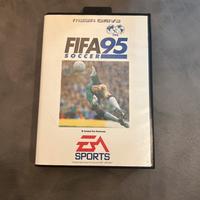 MEGA DRIVE
FIFA 95
SOCCER
EA
SPORTS